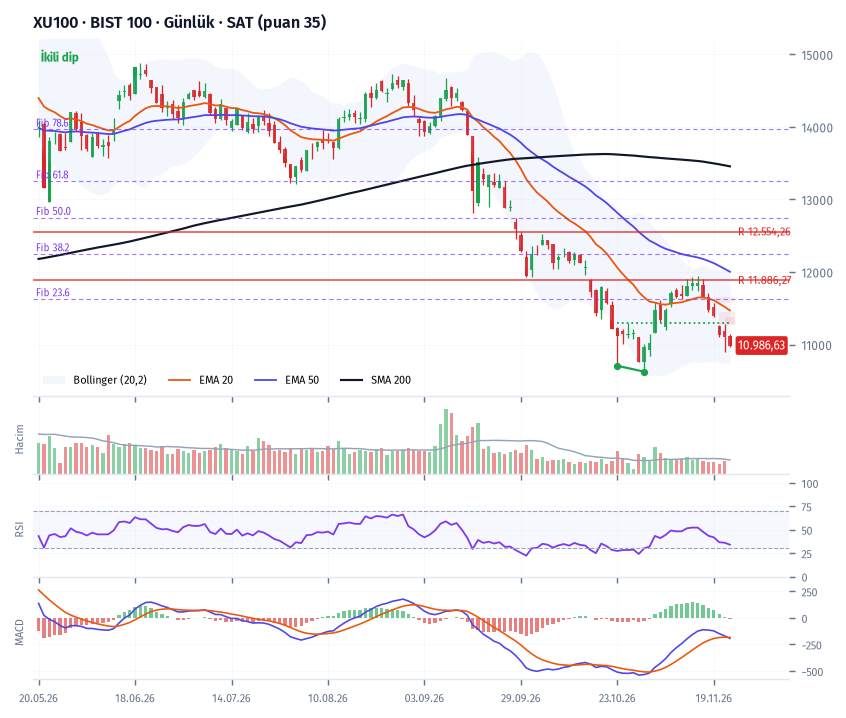 XU100 · BIST 100 · Günlük · SAT (puan 35)
İkili dip
15000
14000
13000
12000
11000
Fib 78.6
Fib 61.8
Fib 50.0
Fib 38.2
Fib 23.6
R 12.554,26
R 11.886,27
10.986,63
Bollinger (20,2)
EMA 20
EMA 50
SMA 200
Hacim
RSI
100
75
50
25
0
MACD
250
0
−250
−500
20.05.26
18.06.26
14.07.26
10.08.26
03.09.26
29.09.26
23.10.26
19.11.26